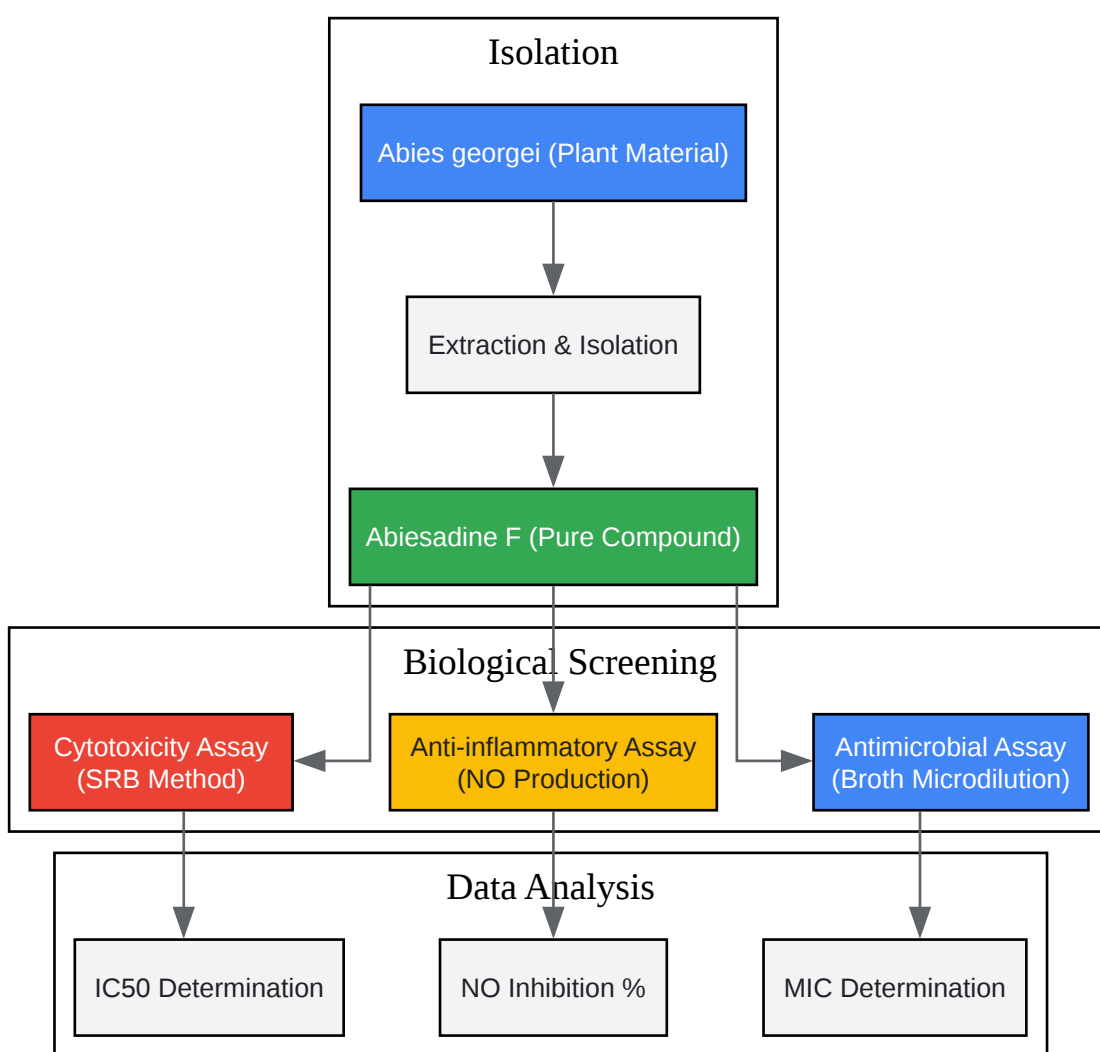 Isolation
Abies georgei (Plant Material)
Extraction & Isolation
Abiesadine F (Pure Compound)
Biological Screening
Cytotoxicity Assay
(SRB Method)
Anti-inflammatory Assay
(NO Production)
Antimicrobial Assay
(Broth Microdilution)
Data Analysis
IC50 Determination
NO Inhibition %
MIC Determination